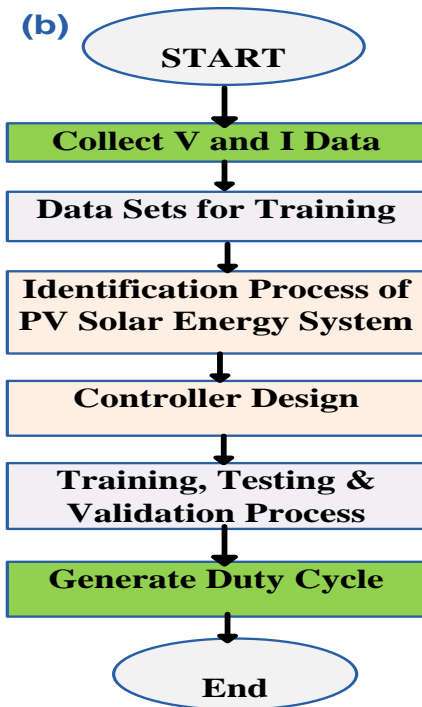 (b)
START
Collect V and I Data
Data Sets for Training
Identification Process of
PV Solar Energy System
Controller Design
Training, Testing &
Validation Process
Generate Duty Cycle
End